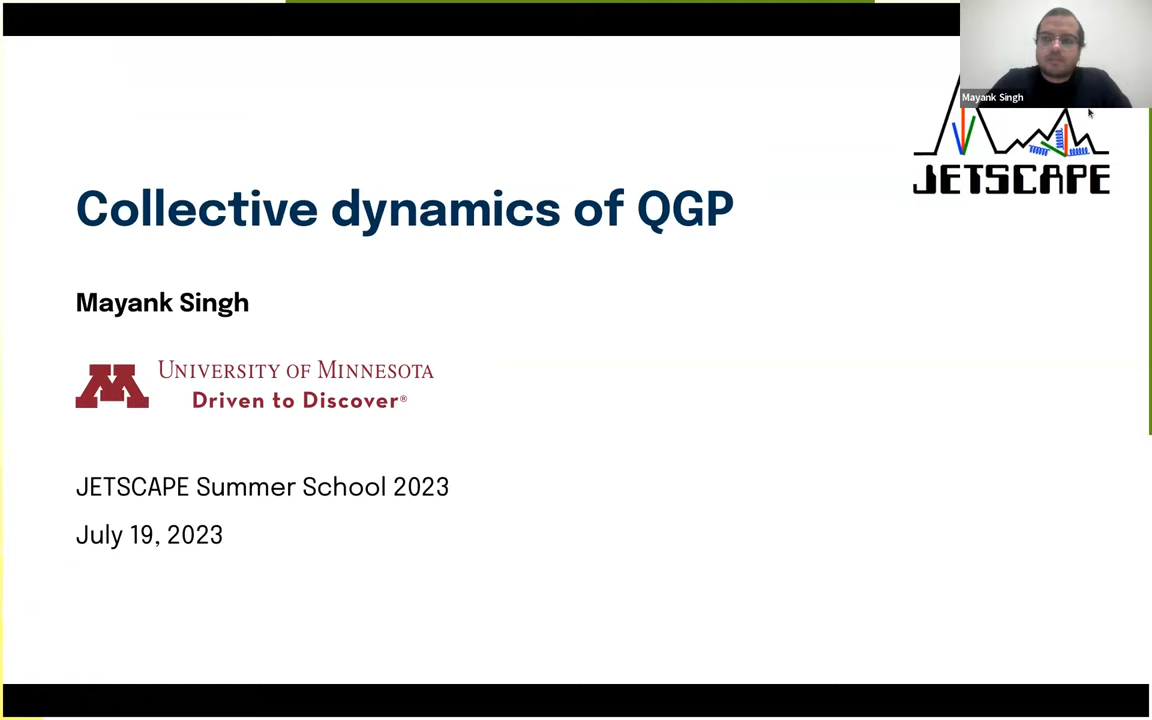 Mayank Singh
JETSCAPE
Collective dynamics of QGP
Mayank Singh
M
UNIVERSITY OF MINNESOTA
Driven to Discover®
JETSCAPE Summer School 2023
July 19, 2023